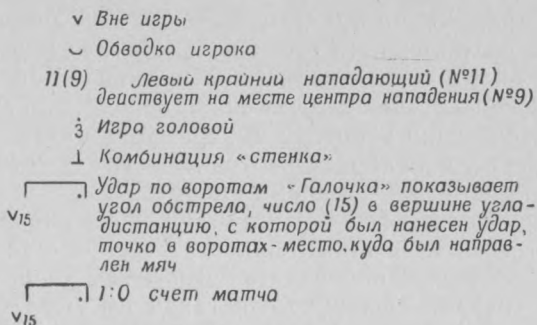 v Вне игры
⌣ Обводка игрока
11(9) Левый крайний нападающий (№11)
действует на месте центра нападения (№9)
3̇ Игра головой
⊥ Комбинация «стенка»
Удар по воротам «Галочка» показывает
v15 угол обстрела, число (15) в вершине угла-
дистанцию, с которой был нанесен удар,
точка в воротах-место, куда был направ-
лен мяч
1:0 счет матча
v15